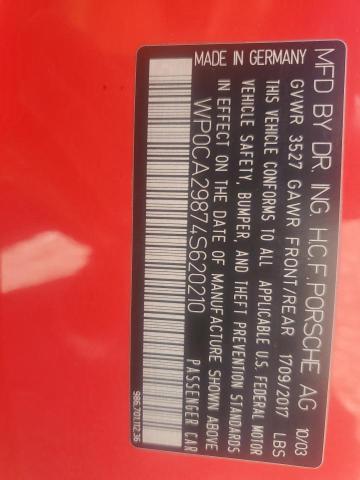 MFD BY DR. ING. H.C.F. PORSCHE AG 10/03
GVWR 3527 GAWR FRONT/REAR 1709/2017 LBS
THIS VEHICLE CONFORMS TO ALL APPLICABLE U.S. FEDERAL MOTOR
VEHICLE SAFETY, BUMPER, AND THEFT PREVENTION STANDARDS
IN EFFECT ON THE DATE OF MANUFACTURE SHOWN ABOVE
WP0CA29874S620210 PASSENGER CAR
MADE IN GERMANY 986.701.112.36